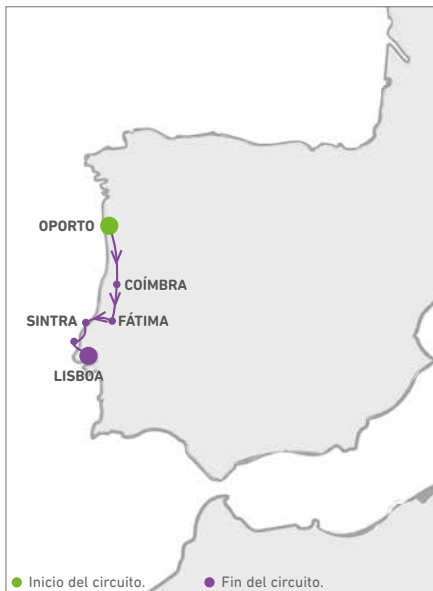 OPORTO
COÍMBRA
SINTRA
FÁTIMA
LISBOA
Inicio del circuito.
Fin del circuito.